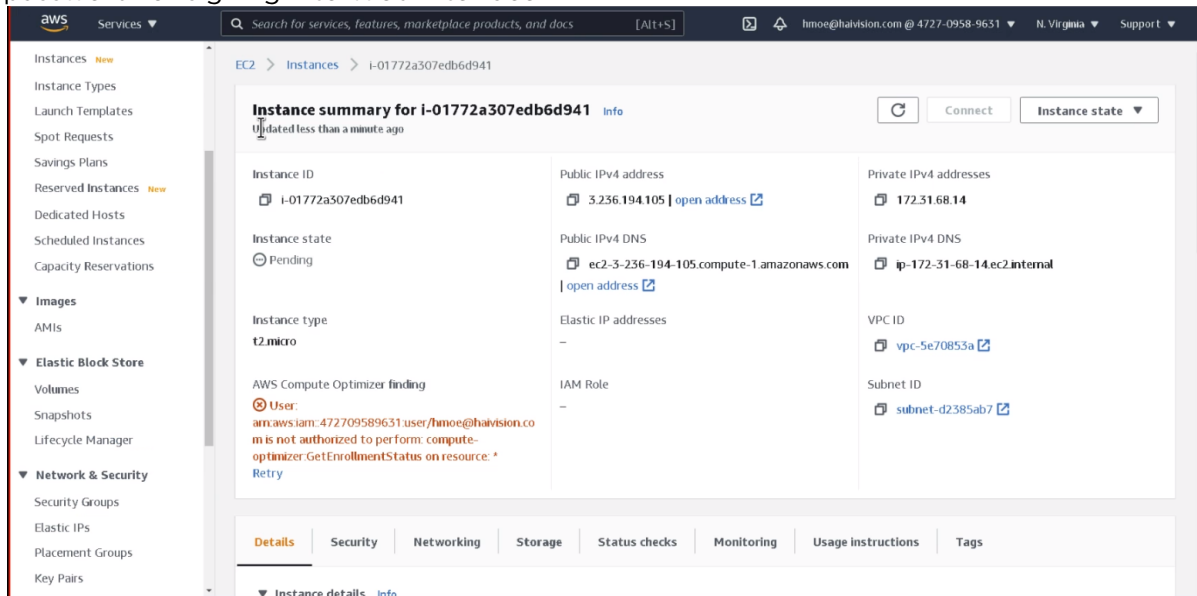 aws
Services ▼
Search for services, features, marketplace products, and docs [Alt+S]
hmoe@haivision.com @ 4727-0958-9631 ▼
N. Virginia ▼
Support ▼
Instances New
Instance Types
Launch Templates
Spot Requests
Savings Plans
Reserved Instances New
Dedicated Hosts
Scheduled Instances
Capacity Reservations
▼ Images
AMIs
▼ Elastic Block Store
Volumes
Snapshots
Lifecycle Manager
▼ Network & Security
Security Groups
Elastic IPs
Placement Groups
Key Pairs
EC2 > Instances > i-01772a307edb6d941
Instance summary for i-01772a307edb6d941 Info
Updated less than a minute ago
Connect
Instance state ▼
Instance ID
i-01772a307edb6d941
Public IPv4 address
3.236.194.105 | open address
Private IPv4 addresses
172.31.68.14
Instance state
Pending
Public IPv4 DNS
ec2-3-236-194-105.compute-1.amazonaws.com
| open address
Private IPv4 DNS
ip-172-31-68-14.ec2.internal
Instance type
t2.micro
Elastic IP addresses
–
VPC ID
vpc-5e70853a
AWS Compute Optimizer finding
User:
arn:aws:iam::472709589631:user/hmoe@haivision.co
m is not authorized to perform: compute-
optimizer:GetEnrollmentStatus on resource: *
Retry
IAM Role
–
Subnet ID
subnet-d2385ab7
Details
Security
Networking
Storage
Status checks
Monitoring
Usage instructions
Tags
▼ Instance details Info